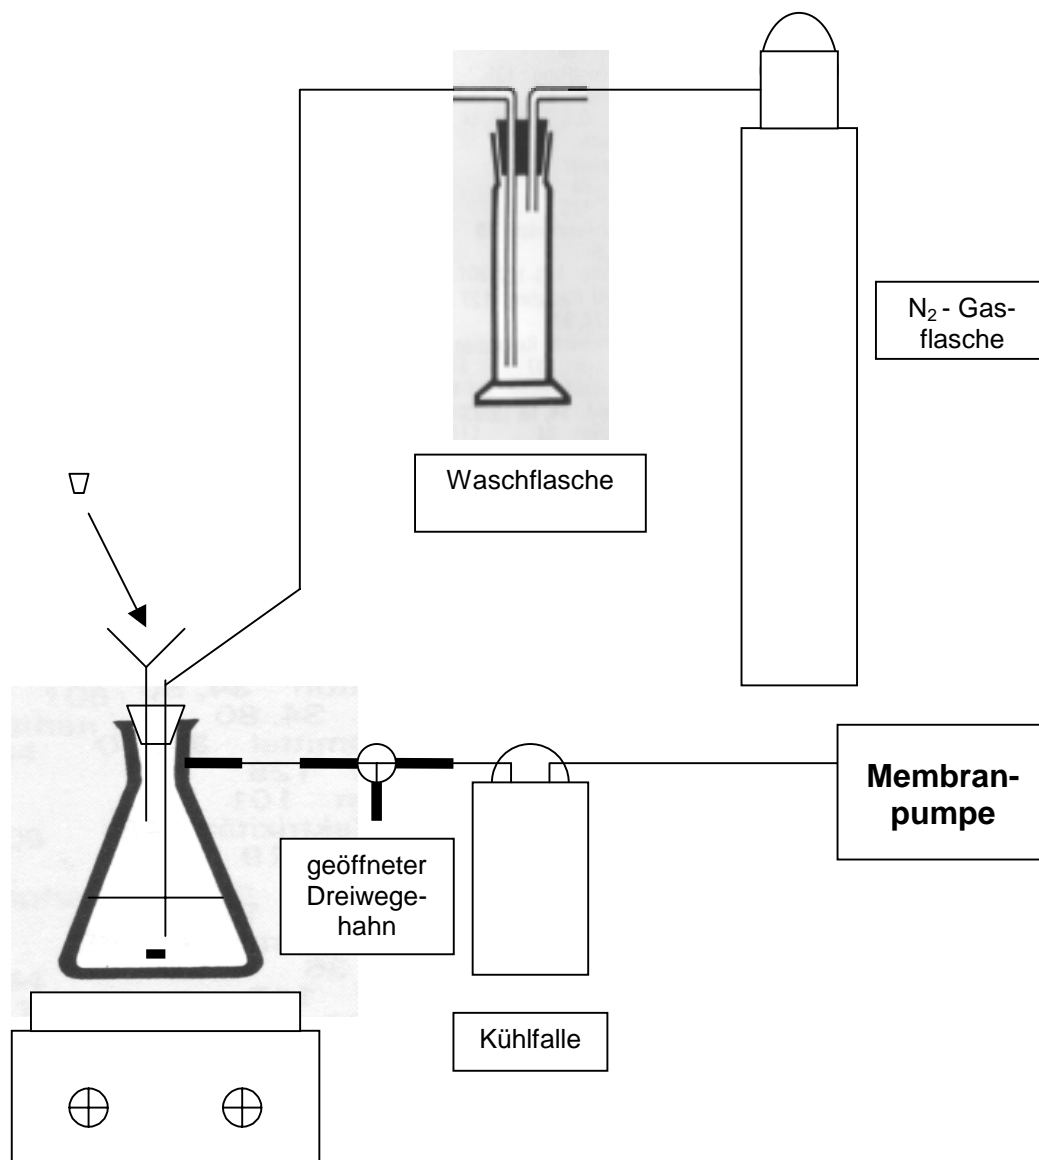 N₂ - Gas-
flasche
Waschflasche
Membran-
pumpe
geöffneter
Dreiwege-
hahn
Kühlfalle